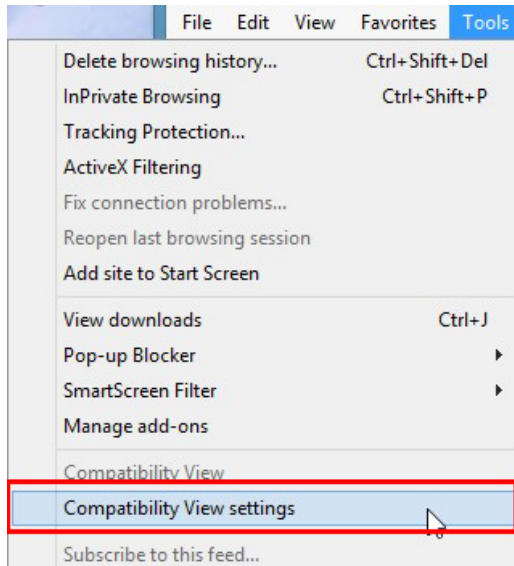 File Edit View Favorites Tools
Delete browsing history... Ctrl+Shift+Del
InPrivate Browsing Ctrl+Shift+P
Tracking Protection...
ActiveX Filtering
Fix connection problems...
Reopen last browsing session
Add site to Start Screen
View downloads Ctrl+J
Pop-up Blocker
SmartScreen Filter
Manage add-ons
Compatibility View
Compatibility View settings
Subscribe to this feed...